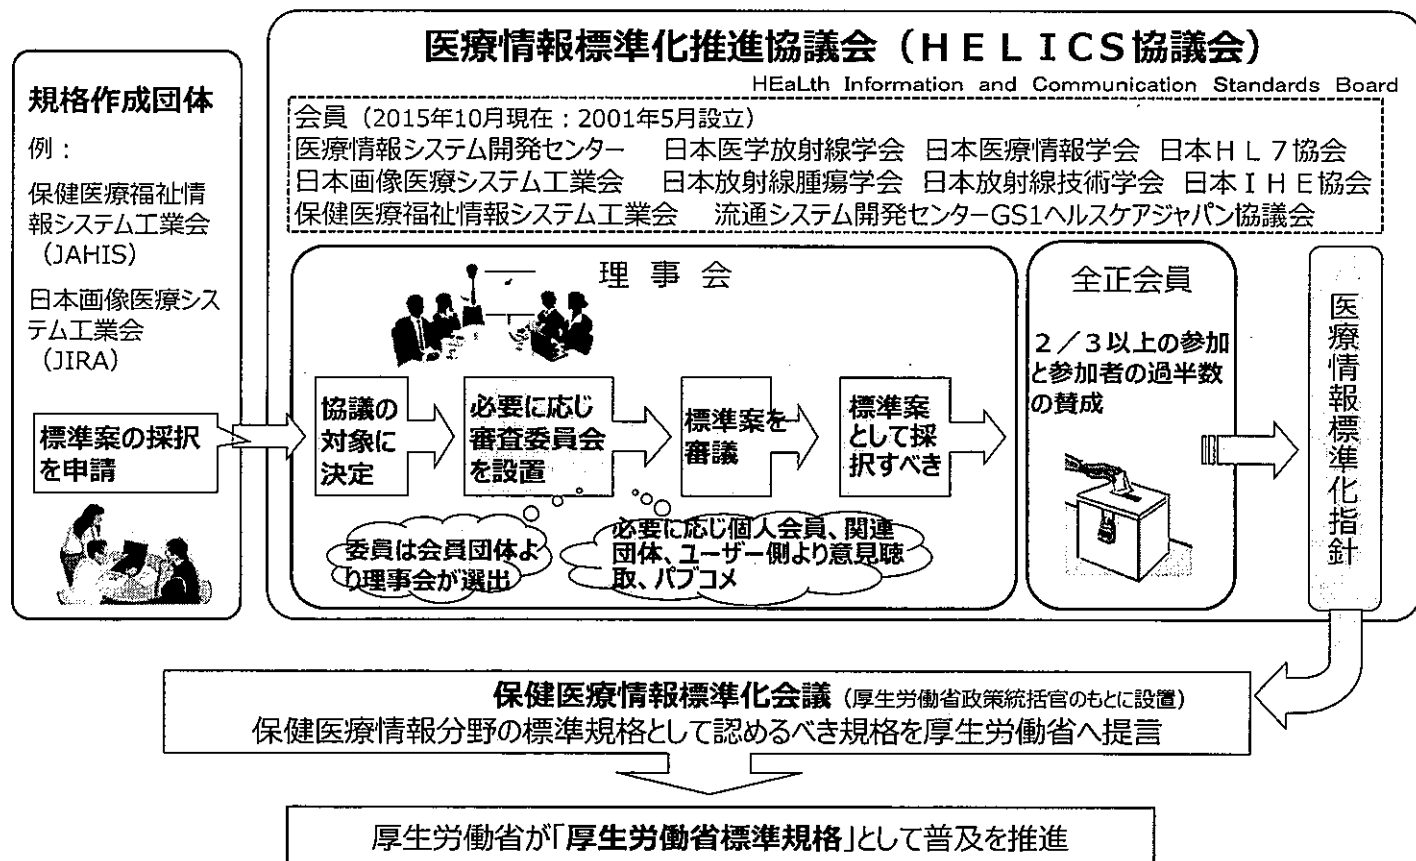 医療情報標準化推進協議会（ＨＥＬＩＣＳ協議会）
HEaLth Information and Communication Standards Board
規格作成団体
例：
保健医療福祉情
報システム工業会
（JAHIS）
日本画像医療シス
テム工業会
（JIRA）
標準案の採択
を申請
会員（2015年10月現在：2001年5月設立）
医療情報システム開発センター　日本医学放射線学会　日本医療情報学会　日本ＨＬ７協会
日本画像医療システム工業会　日本放射線腫瘍学会　日本放射線技術学会　日本ＩＨＥ協会
保健医療福祉情報システム工業会　流通システム開発センターGS1ヘルスケアジャパン協議会
理事会
協議の
対象に
決定
必要に応じ
審査委員会
を設置
標準案を
審議
標準案
として採
択すべき
委員は会員団体よ
り理事会が選出
必要に応じ個人会員、関連
団体、ユーザー側より意見聴
取、パブコメ
全正会員
２／３以上の参加
と参加者の過半数
の賛成
医療情報標準化指針
保健医療情報標準化会議（厚生労働省政策統括官のもとに設置）
保健医療情報分野の標準規格として認めるべき規格を厚生労働省へ提言
厚生労働省が「厚生労働省標準規格」として普及を推進